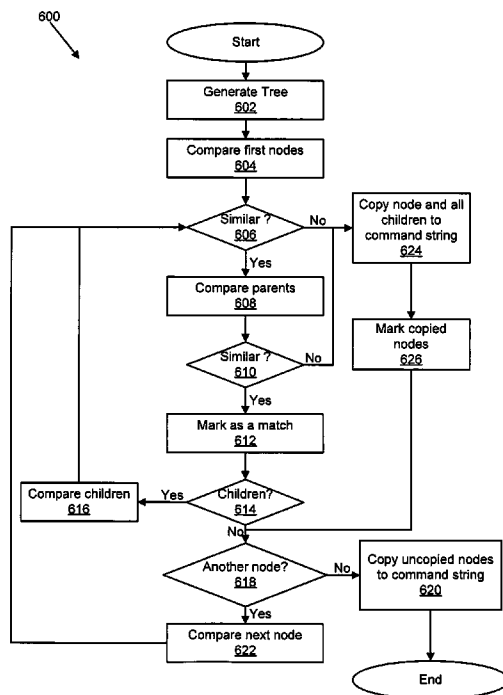 600
Start
Generate Tree
602
Compare first nodes
604
Similar ?
606
No
Copy node and all
children to
command string
624
Yes
Compare parents
608
Mark copied
nodes
626
Similar ?
610
No
Yes
Mark as a match
612
Children?
614
Yes
Compare children
616
No
Another node?
618
No
Copy uncopied nodes
to command string
620
Yes
Compare next node
622
End